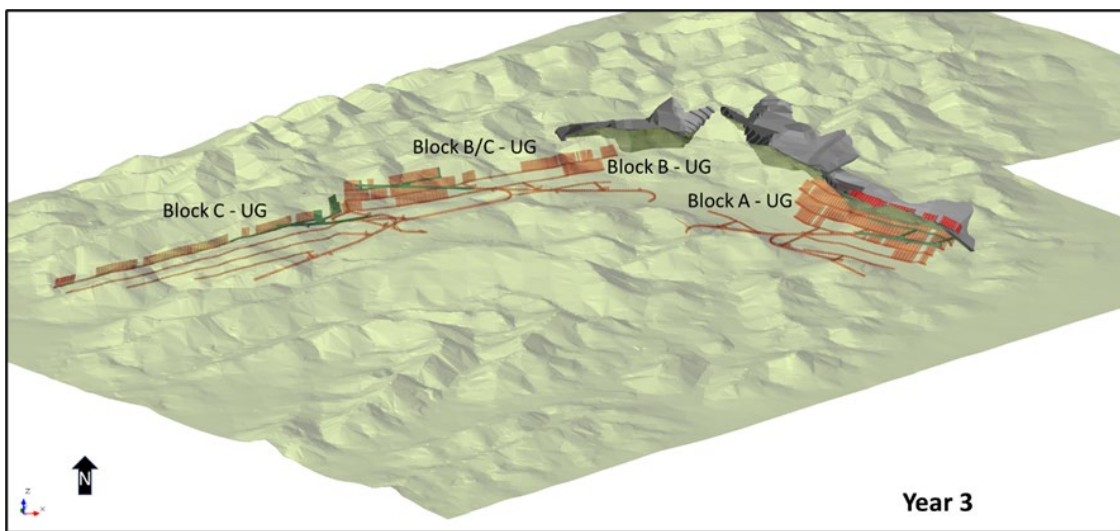 Block B/C - UG
Block B - UG
Block C - UG
Block A - UG
N
z
x
Year 3